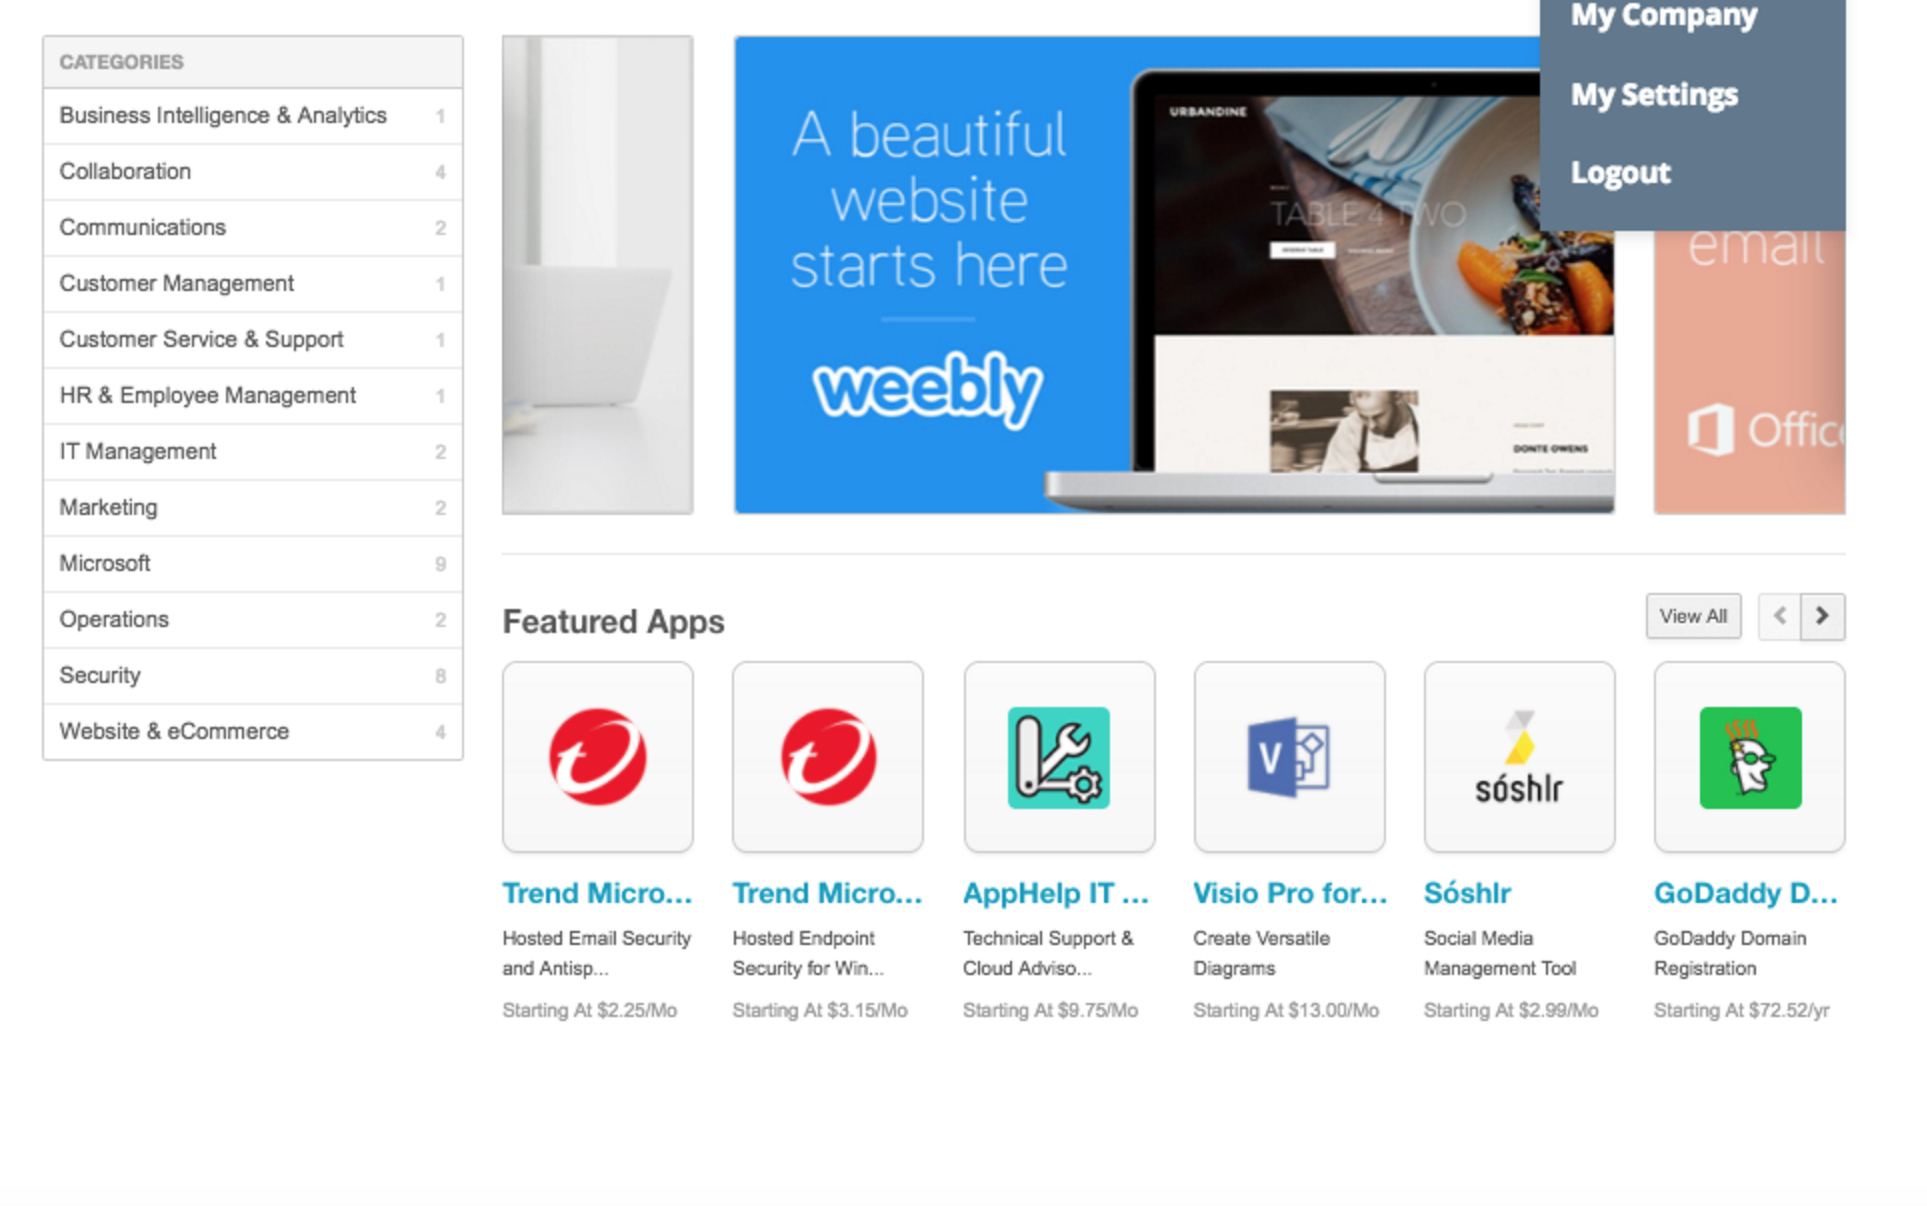 My Company
My Settings
Logout
CATEGORIES
Business Intelligence & Analytics 1
Collaboration 4
Communications 2
Customer Management 1
Customer Service & Support 1
HR & Employee Management 1
IT Management 2
Marketing 2
Microsoft 9
Operations 2
Security 8
Website & eCommerce 4
A beautiful
website
starts here
weebly
URBANDINE
TABLE 4 TWO
DONTE OWENS
email
Offic
Featured Apps
View All
V
sóshlr
Trend Micro...
Hosted Email Security
and Antisp...
Starting At $2.25/Mo
Trend Micro...
Hosted Endpoint
Security for Win...
Starting At $3.15/Mo
AppHelp IT ...
Technical Support &
Cloud Adviso...
Starting At $9.75/Mo
Visio Pro for...
Create Versatile
Diagrams
Starting At $13.00/Mo
Sóshlr
Social Media
Management Tool
Starting At $2.99/Mo
GoDaddy D...
GoDaddy Domain
Registration
Starting At $72.52/yr